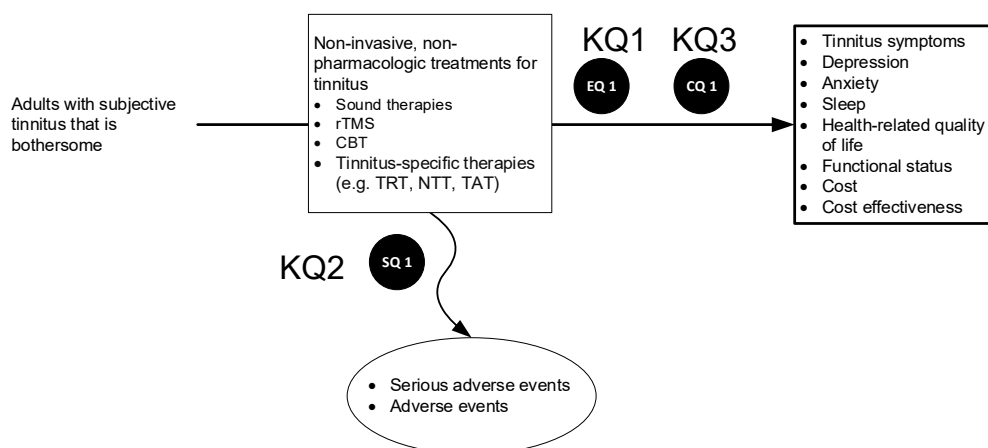 Adults with subjective
tinnitus that is
bothersome
Non-invasive, non-
pharmacologic treatments for
tinnitus
• Sound therapies
• rTMS
• CBT
• Tinnitus-specific therapies
(e.g. TRT, NTT, TAT)
KQ1
EQ 1
KQ3
CQ 1
• Tinnitus symptoms
• Depression
• Anxiety
• Sleep
• Health-related quality
of life
• Functional status
• Cost
• Cost effectiveness
KQ2
SQ 1
• Serious adverse events
• Adverse events